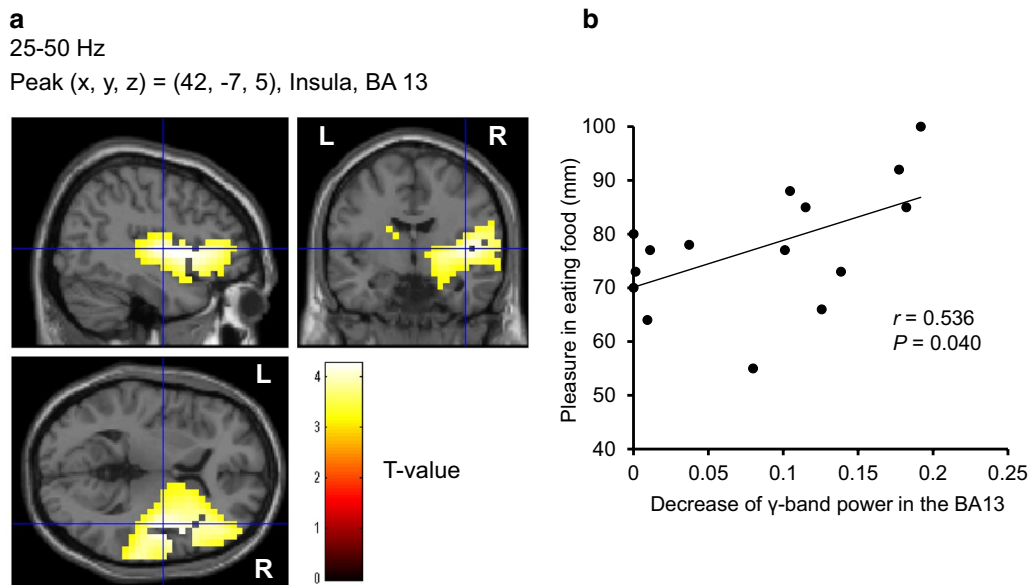 a
25-50 Hz
Peak (x, y, z) = (42, -7, 5), Insula, BA 13
L R
L
R
4
3
2
1
0
T-value
b
Pleasure in eating food (mm)
100
90
80
70
60
50
40
0 0.05 0.1 0.15 0.2 0.25
Decrease of γ-band power in the BA13
r = 0.536
P = 0.040